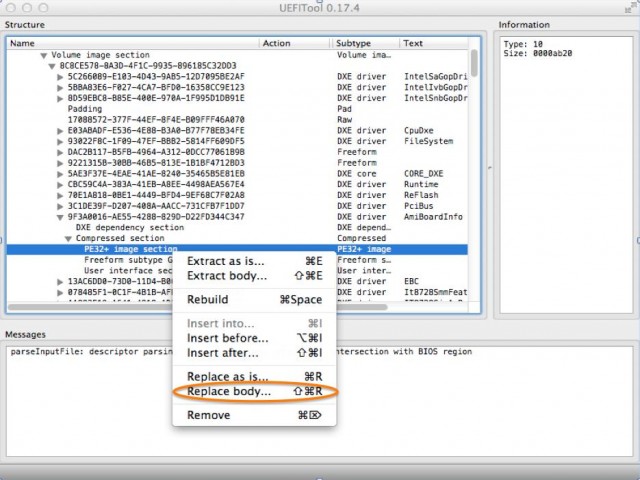 UEFITool 0.17.4
Structure
Information
Name Action Subtype Text
Type: 10
Size: 0000ab20
Volume image section Volume ima...
8C8CE578-8A3D-4F1C-9935-896185C32DD3
5C266089-E103-4D43-9AB5-12D7095BE2AF DXE driver IntelSaGopDri
5BBA83E6-F027-4CA7-BFD0-16358CC9E123 DXE driver IntelIvbGopDri
8D59EBC8-B85E-400E-970A-1F995D1DB91E DXE driver IntelSnbGopDri
Padding Pad
17088572-377F-44EF-8F4E-B09FFF46A070 Raw
E03ABADF-E536-4E88-B3A0-B77F78EB34FE DXE driver CpuDxe
93022F8C-1F09-47EF-BBB2-5814FF609DF5 DXE driver FileSystem
DAC2B117-B5FB-4964-A312-0DCC77061B9B Freeform
9221315B-30BB-46B5-813E-1B1BF4712BD3 Freeform
5AE3F37E-4EAE-41AE-8240-35465B5E81EB DXE core CORE_DXE
CBC59C4A-383A-41EB-A8EE-4498AEA567E4 DXE driver Runtime
70E1A818-0BE1-4449-BFD4-9EF68C7F02A8 DXE driver ReFlash
3C1DE39F-D207-408A-AACC-731CFB7F1DD7 DXE driver PciBus
9F3A0016-AE55-4288-829D-D22FD344C347 DXE driver AmiBoardInfo
DXE dependency section DXE depend...
Compressed section Compressed
PE32+ image section PE32+ image
Freeform subtype G Freeform s...
User interface sec User interf...
13AC6DD0-73D0-11D4-B0 DXE driver EBC
078485F1-0C1F-4B1B-AF DXE driver It8728SmmFeat
Extract as is... ⌘E
Extract body... ⇧⌘E
Rebuild ⌘Space
Insert into... ⌘I
Insert before... ⌥⌘I
Insert after... ⇧⌘I
Replace as is... ⌘R
Replace body... ⇧⌘R
Remove ⌘⌦
Messages
parseInputFile: descriptor parsin intersection with BIOS region